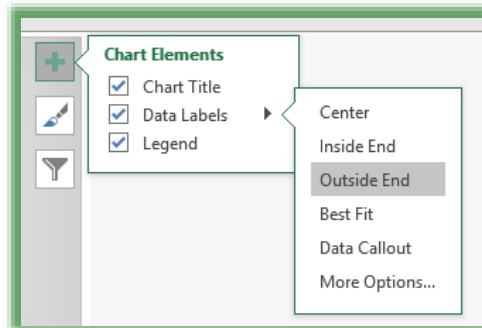 Chart Elements
Chart Title
Data Labels
Legend
Center
Inside End
Outside End
Best Fit
Data Callout
More Options...